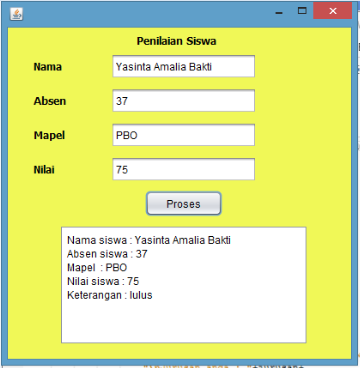 Penilaian Siswa
Nama Yasinta Amalia Bakti
Absen 37
Mapel PBO
Nilai 75
Proses
Nama siswa : Yasinta Amalia Bakti
Absen siswa : 37
Mapel : PBO
Nilai siswa : 75
Keterangan : lulus